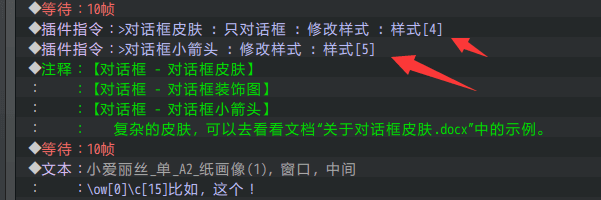 ◆等待：10帧
◆插件指令：>对话框皮肤 : 只对话框 : 修改样式 : 样式[4]
◆插件指令：>对话框小箭头 : 修改样式 : 样式[5]
◆注释：【对话框 - 对话框皮肤】
：　　：【对话框 - 对话框装饰图】
：　　：【对话框 - 对话框小箭头】
：　　：　　复杂的皮肤，可以去看看文档“关于对话框皮肤.docx”中的示例。
◆等待：10帧
◆文本：小爱丽丝_单_A2_纸画像(1), 窗口, 中间
：　　：\ow[0]\c[15]比如，这个！